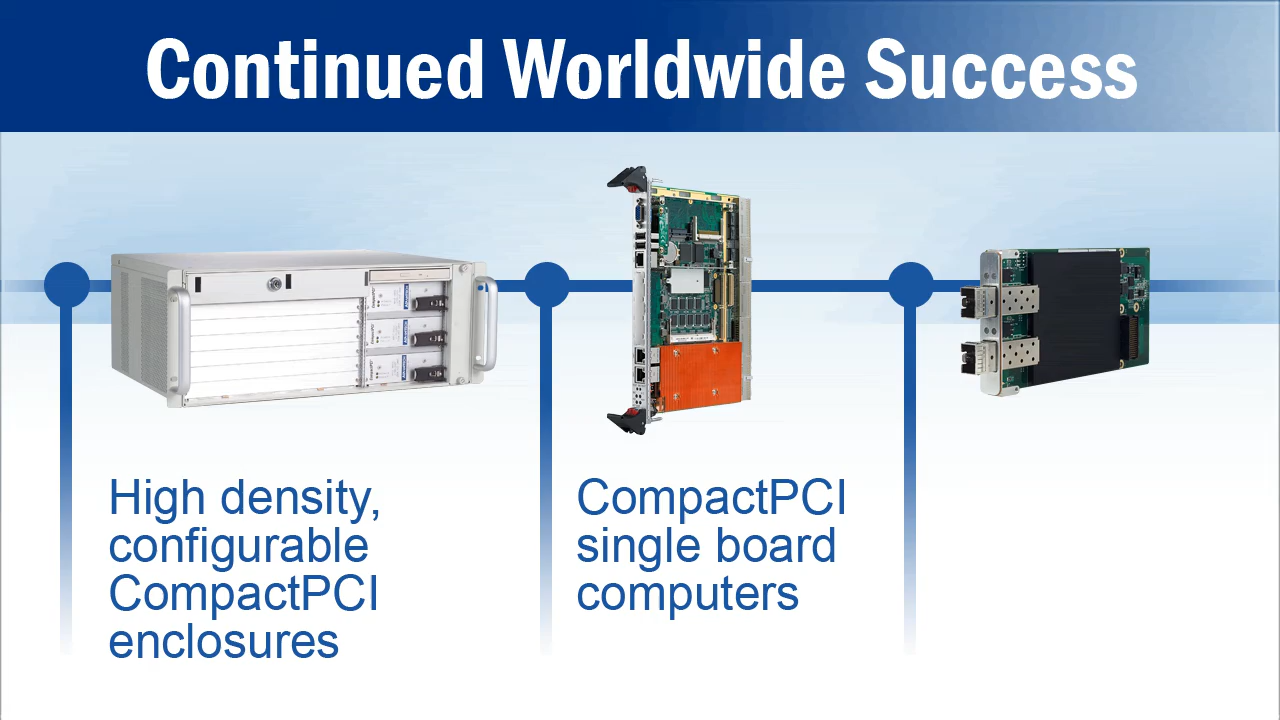 Continued Worldwide Success
High density,
configurable
CompactPCI
enclosures
CompactPCI
single board
computers